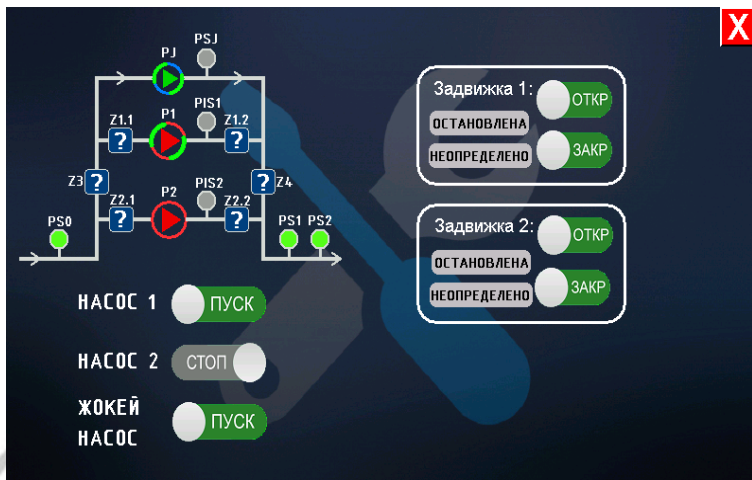 X
PJ
PSJ
Z1.1
P1
PIS1
Z1.2
?
?
Z3
?
?
Z4
Z2.1
P2
PIS2
Z2.2
?
?
PS0
PS1
PS2
НАСОС 1
ПУСК
НАСОС 2
СТОП
ЖОКЕЙ
НАСОС
ПУСК
Задвижка 1:
ОТКР
ОСТАНОВЛЕНА
НЕОПРЕДЕЛЕНО
ЗАКР
Задвижка 2:
ОТКР
ОСТАНОВЛЕНА
НЕОПРЕДЕЛЕНО
ЗАКР